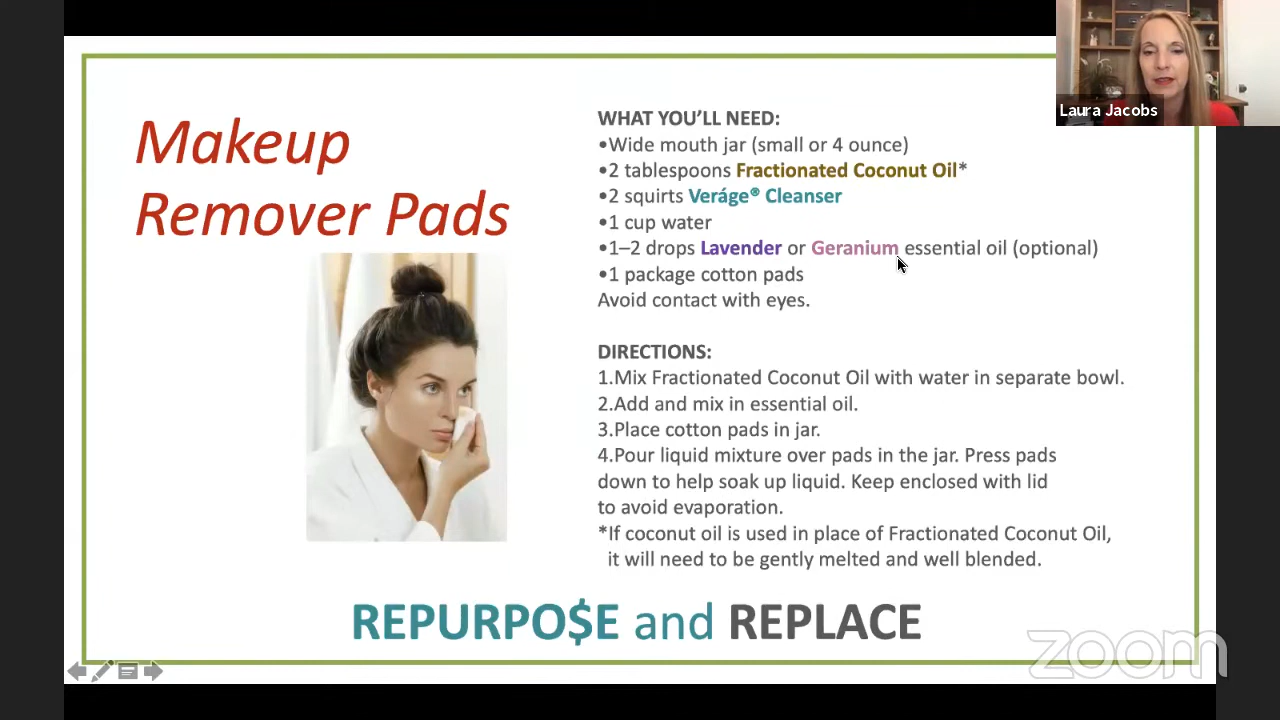 Makeup
Remover Pads
WHAT YOU'LL NEED:
•Wide mouth jar (small or 4 ounce)
•2 tablespoons Fractionated Coconut Oil*
•2 squirts Veráge® Cleanser
•1 cup water
•1–2 drops Lavender or Geranium essential oil (optional)
•1 package cotton pads
Avoid contact with eyes.
DIRECTIONS:
1.Mix Fractionated Coconut Oil with water in separate bowl.
2.Add and mix in essential oil.
3.Place cotton pads in jar.
4.Pour liquid mixture over pads in the jar. Press pads
down to help soak up liquid. Keep enclosed with lid
to avoid evaporation.
*If coconut oil is used in place of Fractionated Coconut Oil,
it will need to be gently melted and well blended.
REPURPO$E and REPLACE
Laura Jacobs
zoom